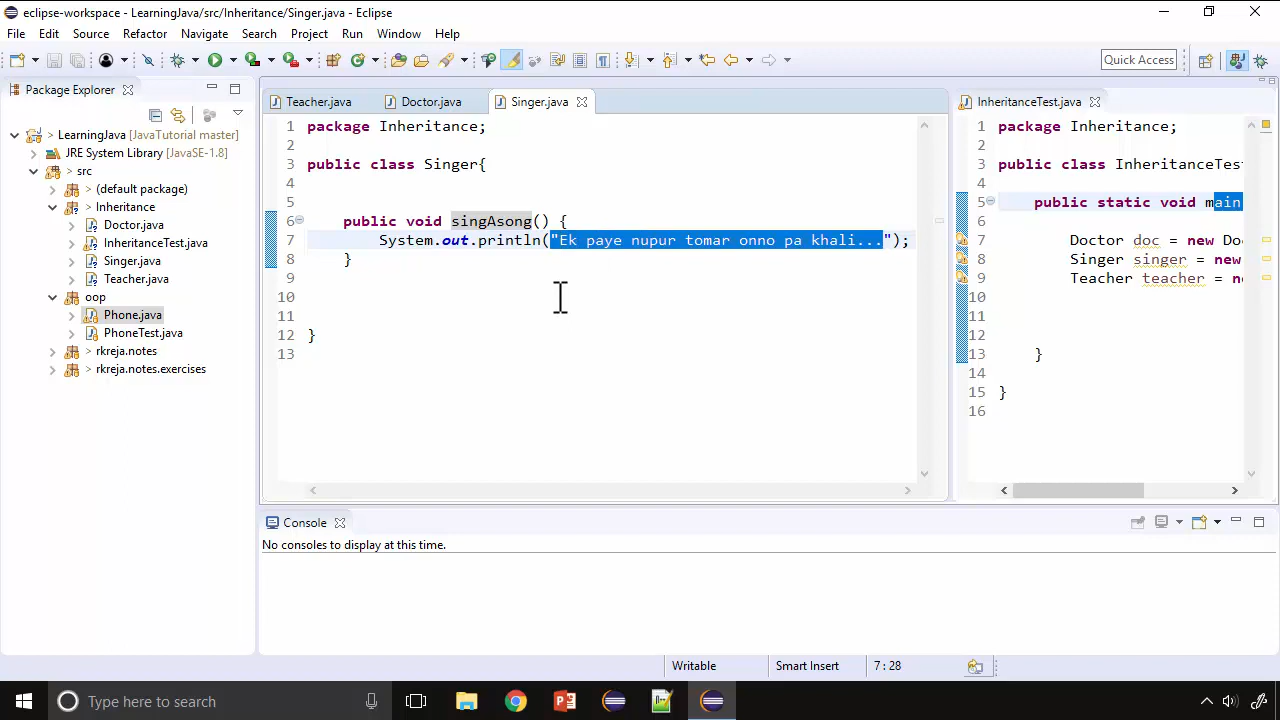 eclipse-workspace - LearningJava/src/Inheritance/Singer.java - Eclipse
File Edit Source Refactor Navigate Search Project Run Window Help
Quick Access
Package Explorer
Teacher.java Doctor.java Singer.java InheritanceTest.java
> LearningJava [JavaTutorial master]
JRE System Library [JavaSE-1.8]
> src
> (default package)
> Inheritance
> Doctor.java
> InheritanceTest.java
> Singer.java
> Teacher.java
> oop
> Phone.java
> PhoneTest.java
> rkreja.notes
> rkreja.notes.exercises
1 package Inheritance;
2
3 public class Singer{
4
5
6 public void singAsong() {
7 System.out.println("Ek paye nupur tomar onno pa khali...");
8 }
9
10
11
12 }
13
1 package Inheritance;
2
3 public class InheritanceTest
4
5 public static void main
6
7 Doctor doc = new Do
8 Singer singer = new
9 Teacher teacher = ne
10
11
12
13 }
14
15 }
16
Console
No consoles to display at this time.
Writable Smart Insert 7 : 28
Type here to search